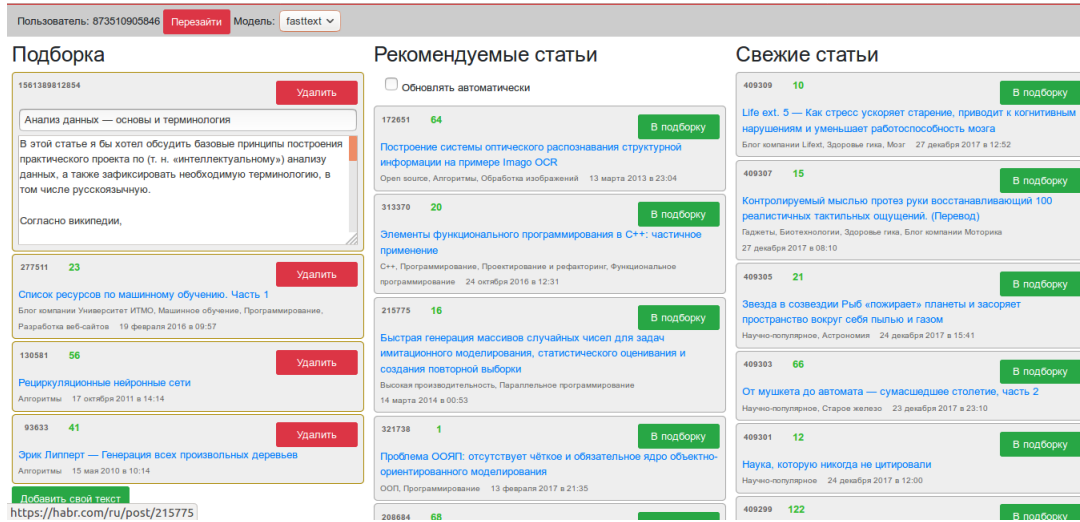 Пользователь: 873510905846 Перезайти Модель: fasttext
Подборка
1561389812854
Удалить
Анализ данных — основы и терминология
В этой статье я бы хотел обсудить базовые принципы построения
практического проекта по (т. н. «интеллектуальному») анализу
данных, а также зафиксировать необходимую терминологию, в
том числе русскоязычную.
Согласно википедии,
277511 23
Удалить
Список ресурсов по машинному обучению. Часть 1
Блог компании Университет ИТМО, Машинное обучение, Программирование,
Разработка веб-сайтов 19 февраля 2016 в 09:57
130581 56
Удалить
Рециркуляционные нейронные сети
Алгоритмы 17 октября 2011 в 14:14
93633 41
Удалить
Эрик Липперт — Генерация всех произвольных деревьев
Алгоритмы 15 мая 2010 в 10:14
Добавить свой текст
https://habr.com/ru/post/215775
Рекомендуемые статьи
Обновлять автоматически
172651 64
В подборку
Построение системы оптического распознавания структурной
информации на примере Imago OCR
Open source, Алгоритмы, Обработка изображений 13 марта 2013 в 23:04
313370 20
В подборку
Элементы функционального программирования в C++: частичное
применение
C++, Программирование, Проектирование и рефакторинг, Функциональное
программирование 24 октября 2016 в 12:31
215775 16
В подборку
Быстрая генерация массивов случайных чисел для задач
имитационного моделирования, статистического оценивания и
создания повторной выборки
Высокая производительность, Параллельное программирование
14 марта 2014 в 00:53
321738 1
В подборку
Проблема ООЯП: отсутствует чёткое и обязательное ядро объектно-
ориентированного моделирования
ООП, Программирование 13 февраля 2017 в 21:35
208684 68
Свежие статьи
409309 10
В подборку
Life ext. 5 — Как стресс ускоряет старение, приводит к когнитивным
нарушениям и уменьшает работоспособность мозга
Блог компании Lifext, Здоровье гика, Мозг 27 декабря 2017 в 12:52
409307 15
В подборку
Контролируемый мыслью протез руки восстанавливающий 100
реалистичных тактильных ощущений. (Перевод)
Гаджеты, Биотехнологии, Здоровье гика, Блог компании Моторика
27 декабря 2017 в 08:10
409305 21
В подборку
Звезда в созвездии Рыб «пожирает» планеты и засоряет
пространство вокруг себя пылью и газом
Научно-популярное, Астрономия 24 декабря 2017 в 15:41
409303 66
В подборку
От мушкета до автомата — сумасшедшее столетие, часть 2
Научно-популярное, Старое железо 23 декабря 2017 в 23:10
409301 12
В подборку
Наука, которую никогда не цитировали
Научно-популярное 24 декабря 2017 в 12:00
409299 122
В подборку